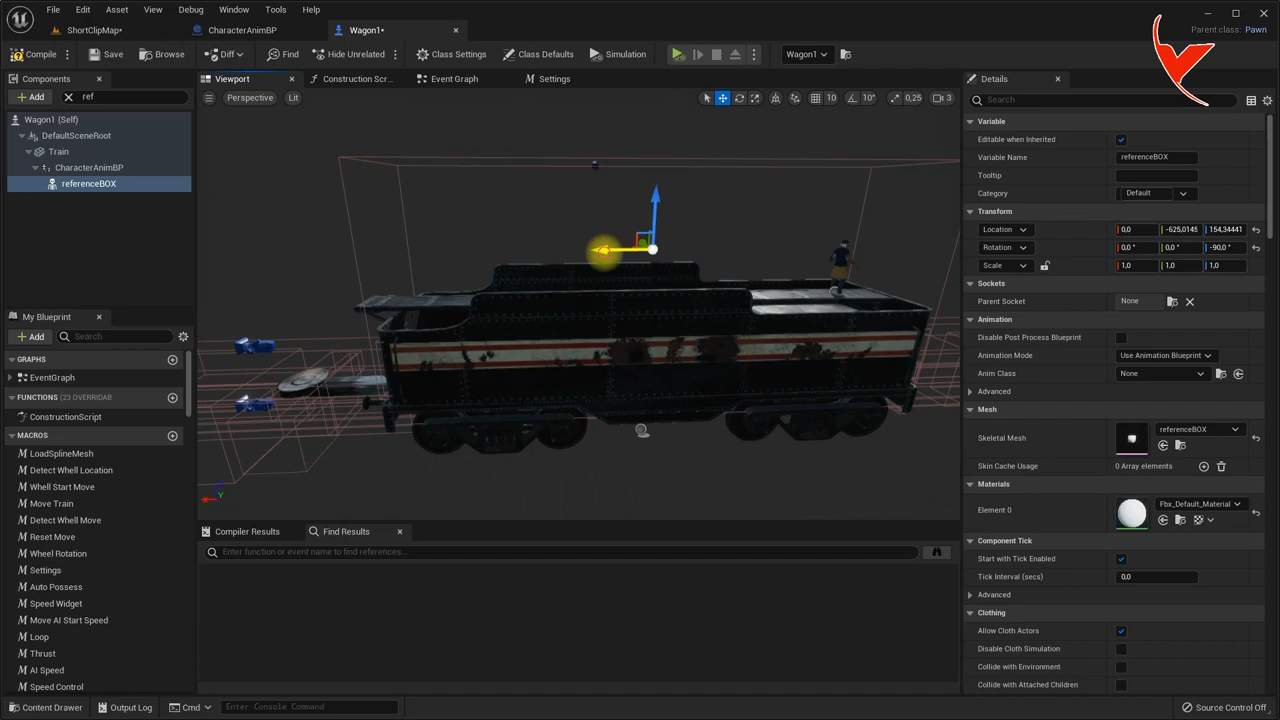 File Edit Asset View Debug Window Tools Help
ShortClipMap• CharacterAnimBP Wagon1•
Parent class: Pawn
Compile Save Browse Diff Find Hide Unrelated Class Settings Class Defaults Simulation Wagon1
Components
Add ref
Wagon1 (Self)
DefaultSceneRoot
Train
CharacterAnimBP
referenceBOX
My Blueprint
Add Search
GRAPHS
EventGraph
FUNCTIONS (23 OVERRIDAB
ConstructionScript
MACROS
LoadSplineMesh
Detect Whell Location
Whell Start Move
Move Train
Detect Whell Move
Reset Move
Wheel Rotation
Settings
Auto Possess
Speed Widget
Move AI Start Speed
Loop
Thrust
AI Speed
Speed Control
Viewport Construction Scr... Event Graph Settings
Perspective Lit 10 10° 0,25 3
Compiler Results Find Results
Enter function or event name to find references...
Details
Search
Variable
Editable when Inherited
Variable Name referenceBOX
Tooltip
Category Default
Transform
Location 0,0 -625,0145 154,34441
Rotation 0,0 ° 0,0 ° -90,0 °
Scale 1,0 1,0 1,0
Sockets
Parent Socket None
Animation
Disable Post Process Blueprint
Animation Mode Use Animation Blueprint
Anim Class None
Advanced
Mesh
Skeletal Mesh referenceBOX
Skin Cache Usage 0 Array elements
Materials
Element 0 Fbx_Default_Material
Component Tick
Start with Tick Enabled
Tick Interval (secs) 0,0
Advanced
Clothing
Allow Cloth Actors
Disable Cloth Simulation
Collide with Environment
Collide with Attached Children
Content Drawer Output Log Cmd Enter Console Command Source Control Off